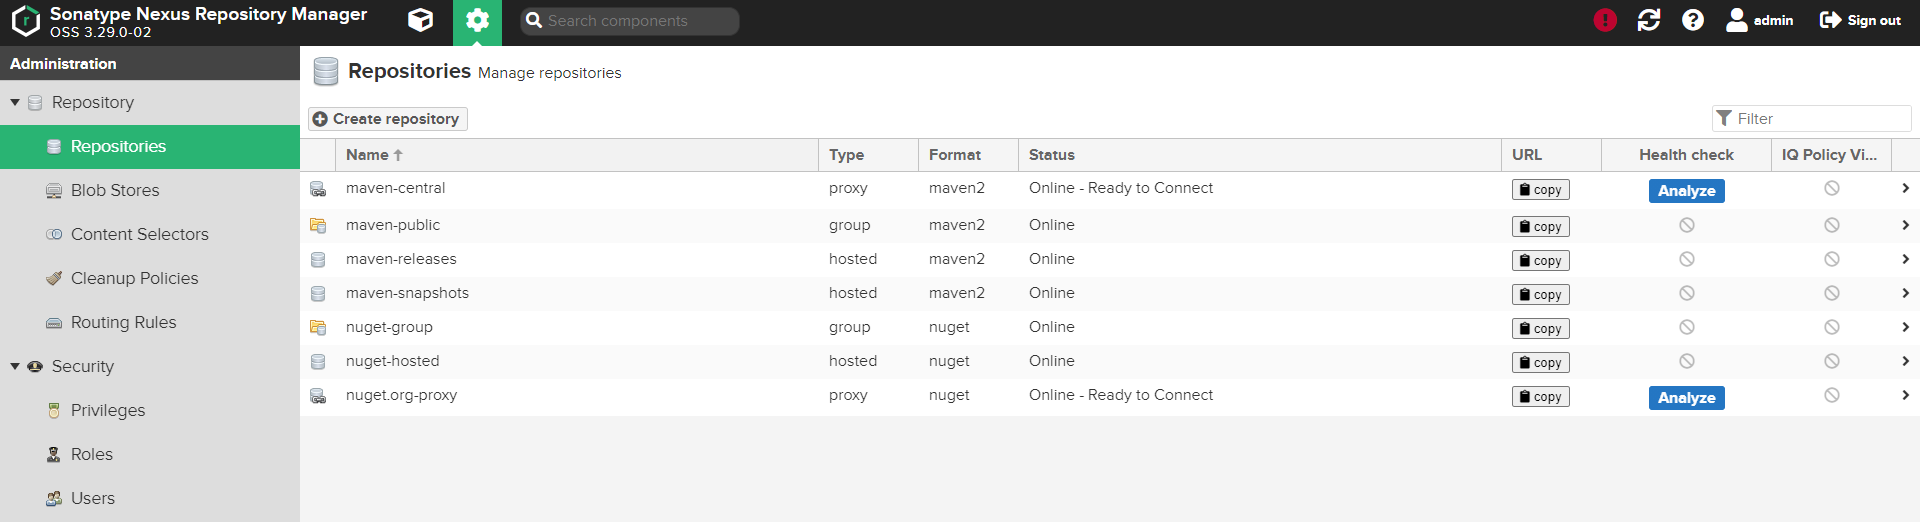 Sonatype Nexus Repository Manager
OSS 3.29.0-02
Search components
admin
Sign out
Administration
Repository
Repositories
Blob Stores
Content Selectors
Cleanup Policies
Routing Rules
Security
Privileges
Roles
Users
Repositories Manage repositories
Create repository
Filter
Name Type Format Status URL Health check IQ Policy Vi...
maven-central proxy maven2 Online - Ready to Connect copy Analyze
maven-public group maven2 Online copy
maven-releases hosted maven2 Online copy
maven-snapshots hosted maven2 Online copy
nuget-group group nuget Online copy
nuget-hosted hosted nuget Online copy
nuget.org-proxy proxy nuget Online - Ready to Connect copy Analyze